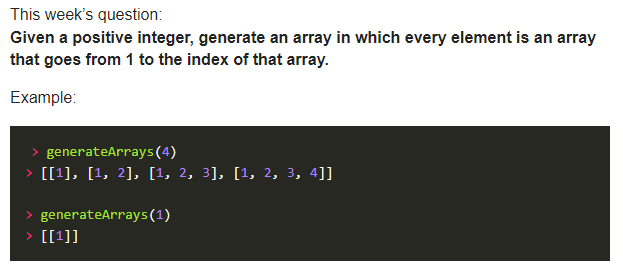 This week's question:
Given a positive integer, generate an array in which every element is an array
that goes from 1 to the index of that array.
Example:
> generateArrays(4)
> [[1], [1, 2], [1, 2, 3], [1, 2, 3, 4]]
> generateArrays(1)
> [[1]]